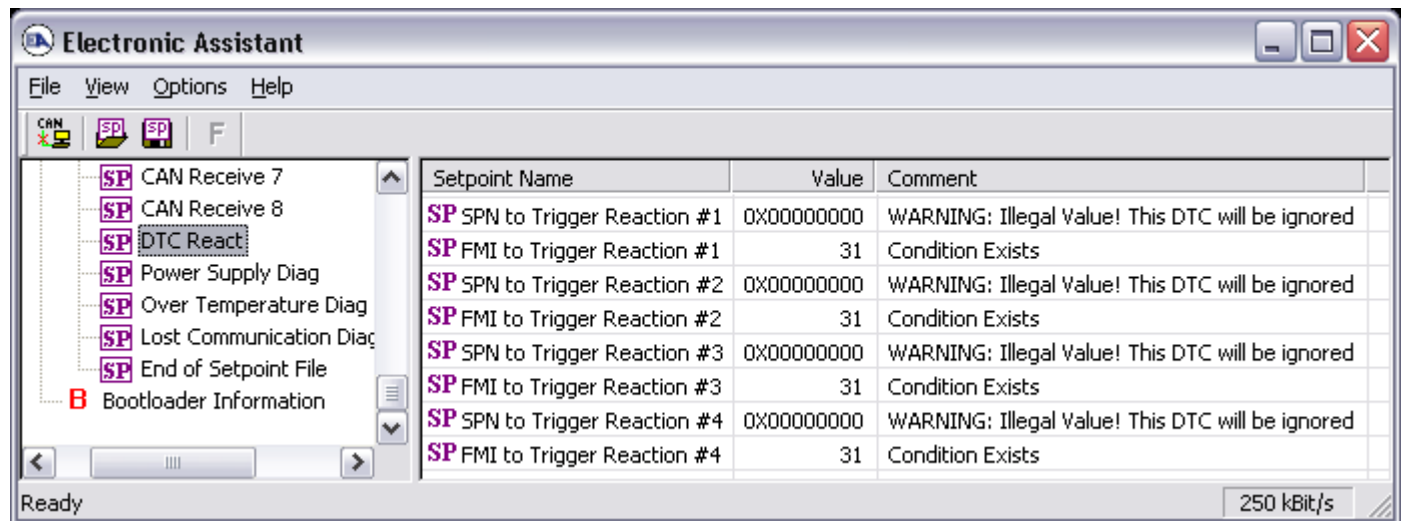 Electronic Assistant
File View Options Help
CAN SP SP F
SP CAN Receive 7
SP CAN Receive 8
SP DTC React
SP Power Supply Diag
SP Over Temperature Diag
SP Lost Communication Diag
SP End of Setpoint File
B Bootloader Information
Setpoint Name Value Comment
SP SPN to Trigger Reaction #1 0X00000000 WARNING: Illegal Value! This DTC will be ignored
SP FMI to Trigger Reaction #1 31 Condition Exists
SP SPN to Trigger Reaction #2 0X00000000 WARNING: Illegal Value! This DTC will be ignored
SP FMI to Trigger Reaction #2 31 Condition Exists
SP SPN to Trigger Reaction #3 0X00000000 WARNING: Illegal Value! This DTC will be ignored
SP FMI to Trigger Reaction #3 31 Condition Exists
SP SPN to Trigger Reaction #4 0X00000000 WARNING: Illegal Value! This DTC will be ignored
SP FMI to Trigger Reaction #4 31 Condition Exists
Ready 250 kBit/s